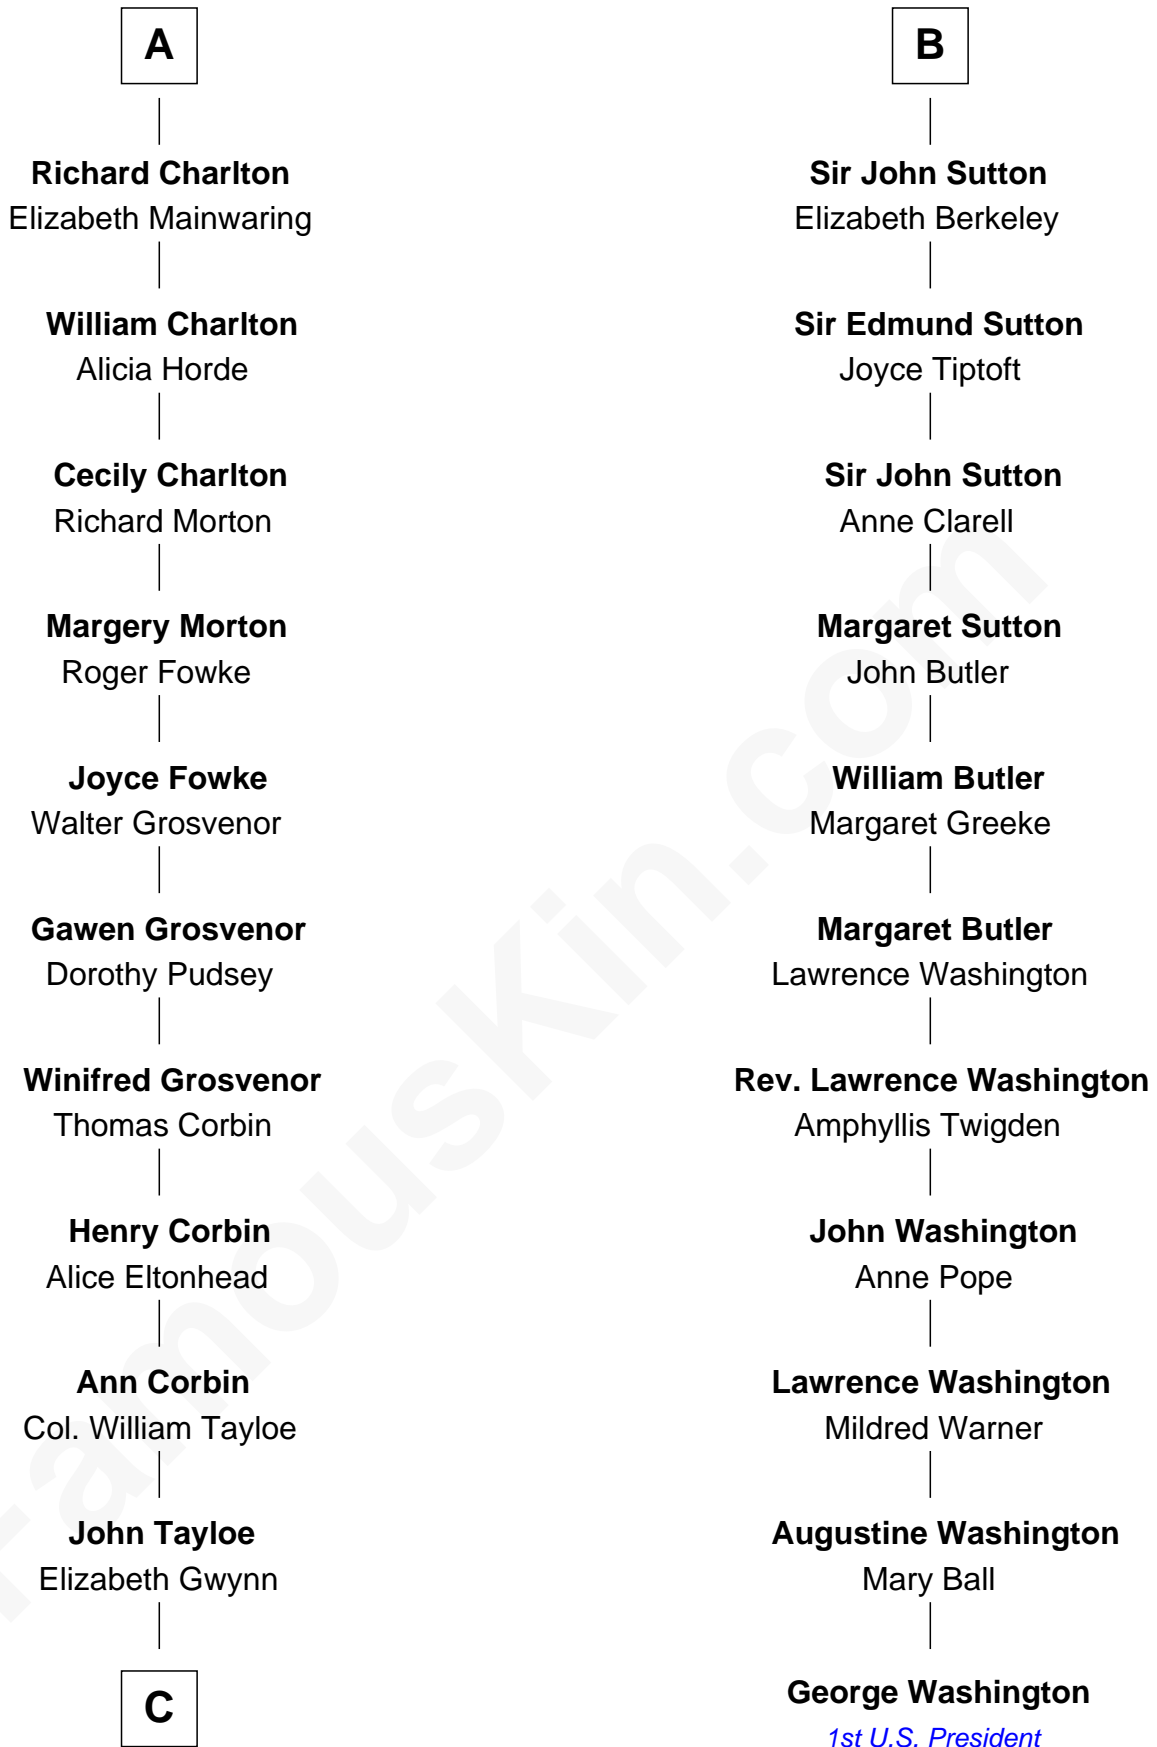 A
Richard Charlton
Elizabeth Mainwaring
William Charlton
Alicia Horde
Cecily Charlton
Richard Morton
Margery Morton
Roger Fowke
Joyce Fowke
Walter Grosvenor
Gawen Grosvenor
Dorothy Pudsey
Winifred Grosvenor
Thomas Corbin
Henry Corbin
Alice Eltonhead
Ann Corbin
Col. William Tayloe
John Tayloe
Elizabeth Gwynn
C
B
Sir John Sutton
Elizabeth Berkeley
Sir Edmund Sutton
Joyce Tiptoft
Sir John Sutton
Anne Clarell
Margaret Sutton
John Butler
William Butler
Margaret Greeke
Margaret Butler
Lawrence Washington
Rev. Lawrence Washington
Amphyllis Twigden
John Washington
Anne Pope
Lawrence Washington
Mildred Warner
Augustine Washington
Mary Ball
George Washington
1st U.S. President
FamousKin.com